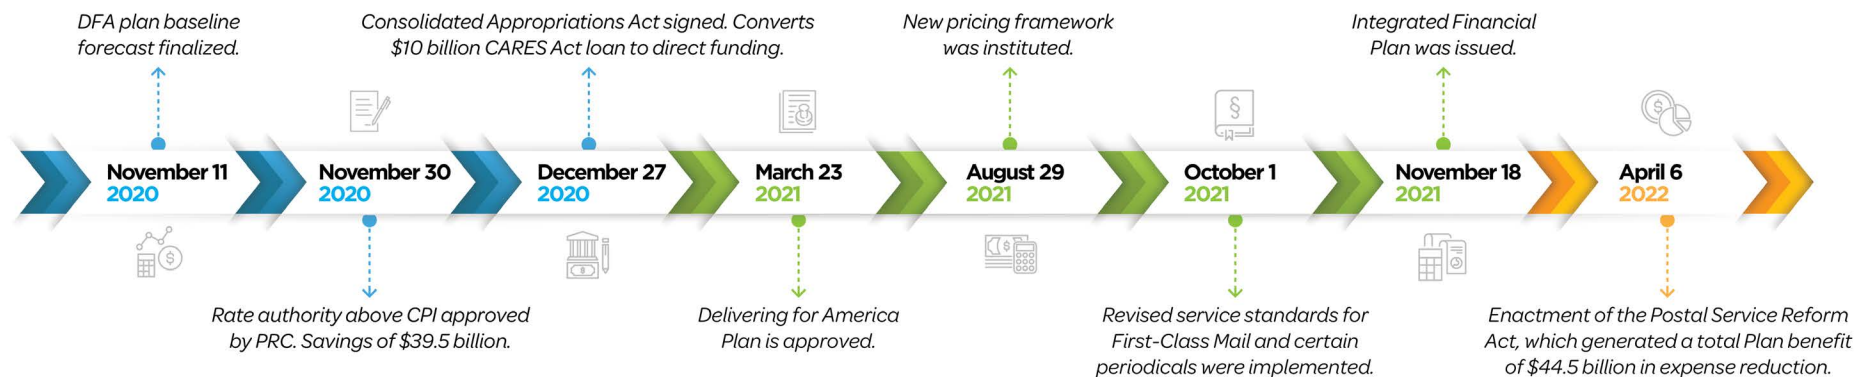 DFA plan baseline
forecast finalized.
Consolidated Appropriations Act signed. Converts
$10 billion CARES Act loan to direct funding.
New pricing framework
was instituted.
Integrated Financial
Plan was issued.
November 11
2020
November 30
2020
December 27
2020
March 23
2021
August 29
2021
October 1
2021
November 18
2021
April 6
2022
Rate authority above CPI approved
by PRC. Savings of $39.5 billion.
Delivering for America
Plan is approved.
Revised service standards for
First-Class Mail and certain
periodicals were implemented.
Enactment of the Postal Service Reform
Act, which generated a total Plan benefit
of $44.5 billion in expense reduction.